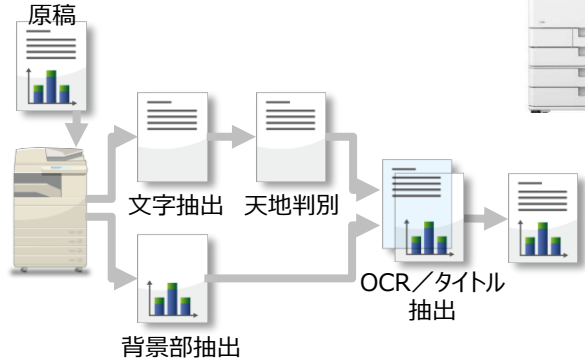 原稿
文字抽出
天地判別
OCR／タイトル
抽出
背景部抽出